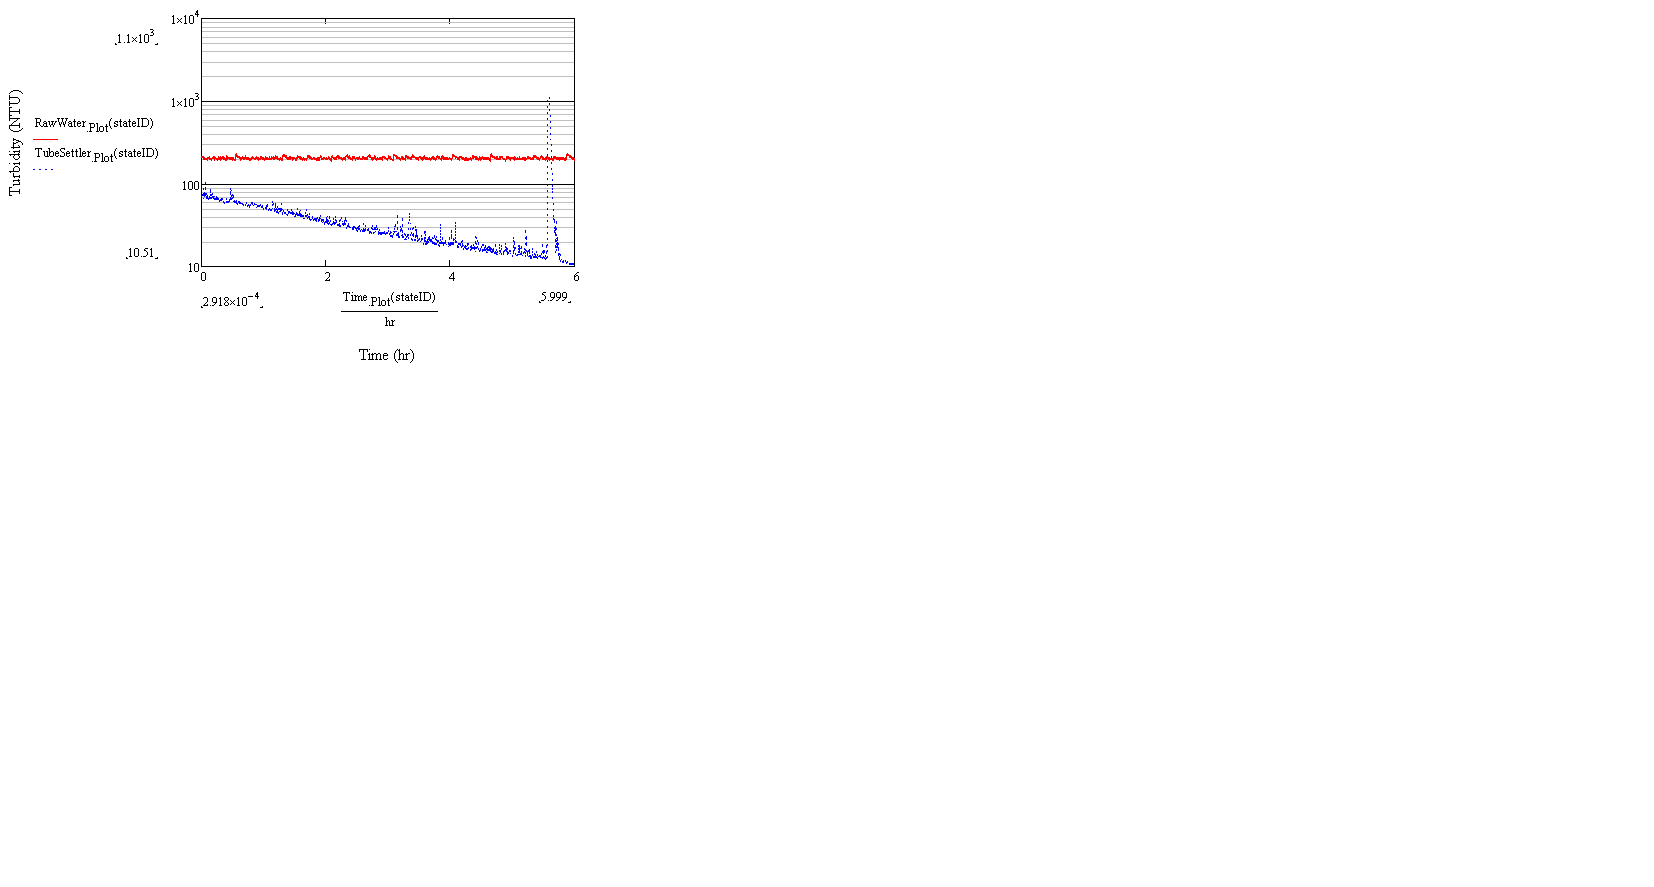 1×10⁴
1.1×10³
1×10³
Turbidity (NTU)
RawWater.Plot(stateID)
TubeSettler.Plot(stateID)
100
10.51
10
0 2 4 6
2.918×10⁻⁴
Time.Plot(stateID)
5.999
hr
Time (hr)